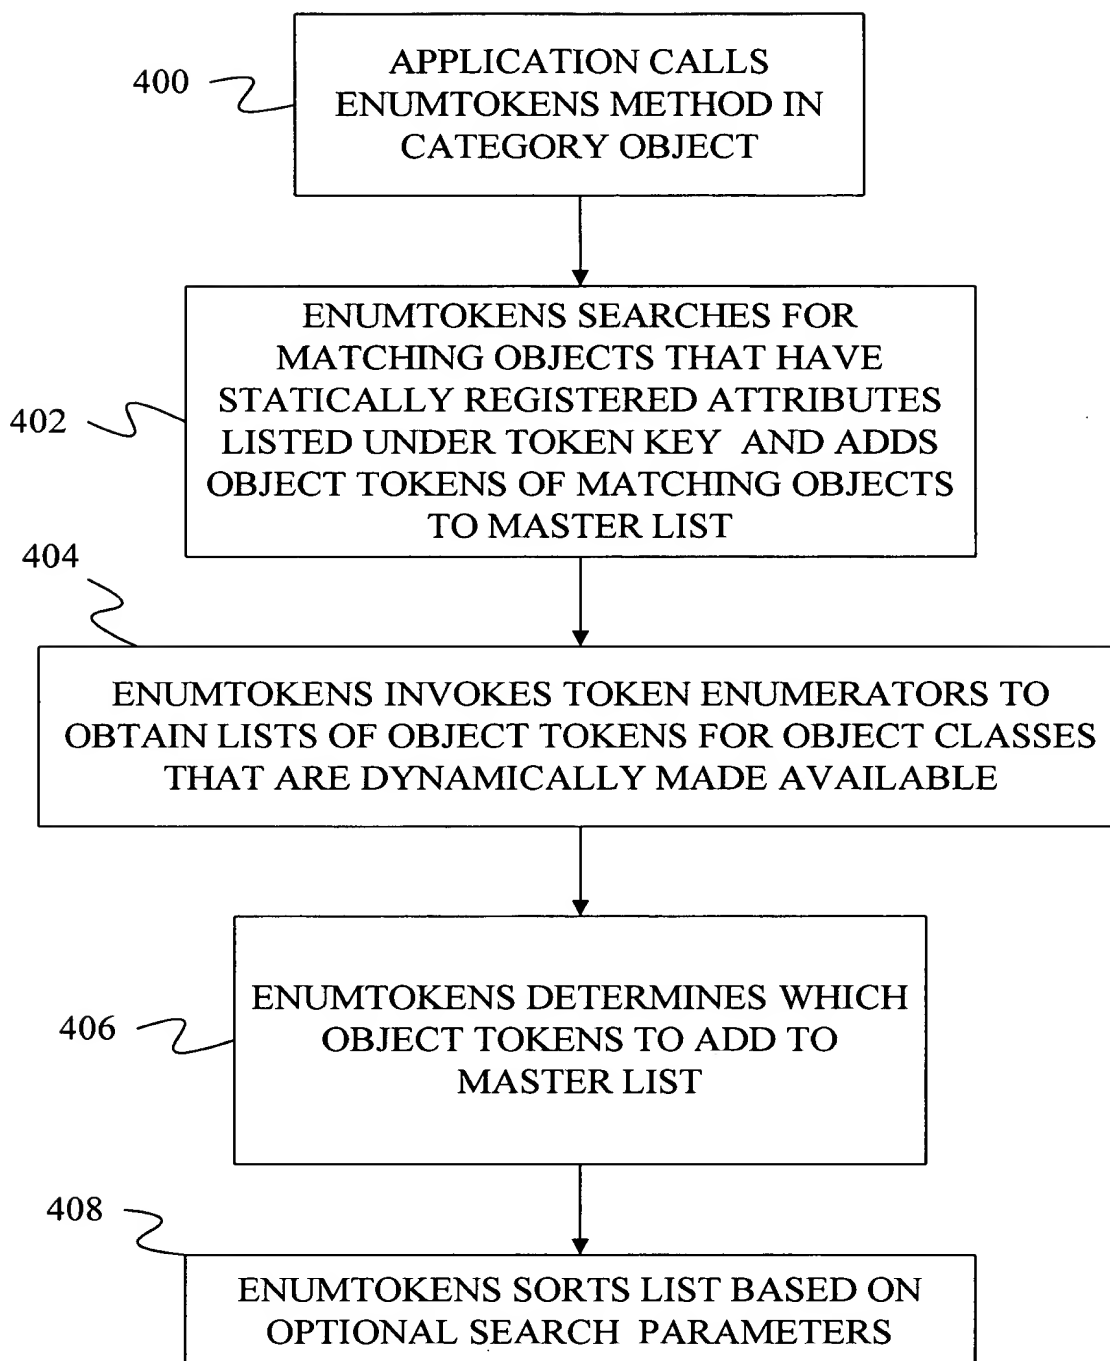 400
APPLICATION CALLS
ENUMTOKENS METHOD IN
CATEGORY OBJECT
402
ENUMTOKENS SEARCHES FOR
MATCHING OBJECTS THAT HAVE
STATICALLY REGISTERED ATTRIBUTES
LISTED UNDER TOKEN KEY AND ADDS
OBJECT TOKENS OF MATCHING OBJECTS
TO MASTER LIST
404
ENUMTOKENS INVOKES TOKEN ENUMERATORS TO
OBTAIN LISTS OF OBJECT TOKENS FOR OBJECT CLASSES
THAT ARE DYNAMICALLY MADE AVAILABLE
406
ENUMTOKENS DETERMINES WHICH
OBJECT TOKENS TO ADD TO
MASTER LIST
408
ENUMTOKENS SORTS LIST BASED ON
OPTIONAL SEARCH PARAMETERS